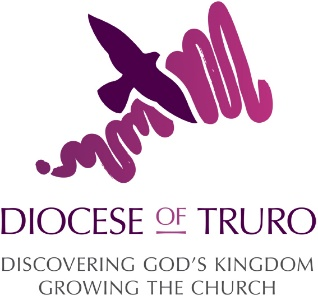 DIOCESE OF TRURO
DISCOVERING GOD'S KINGDOM
GROWING THE CHURCH